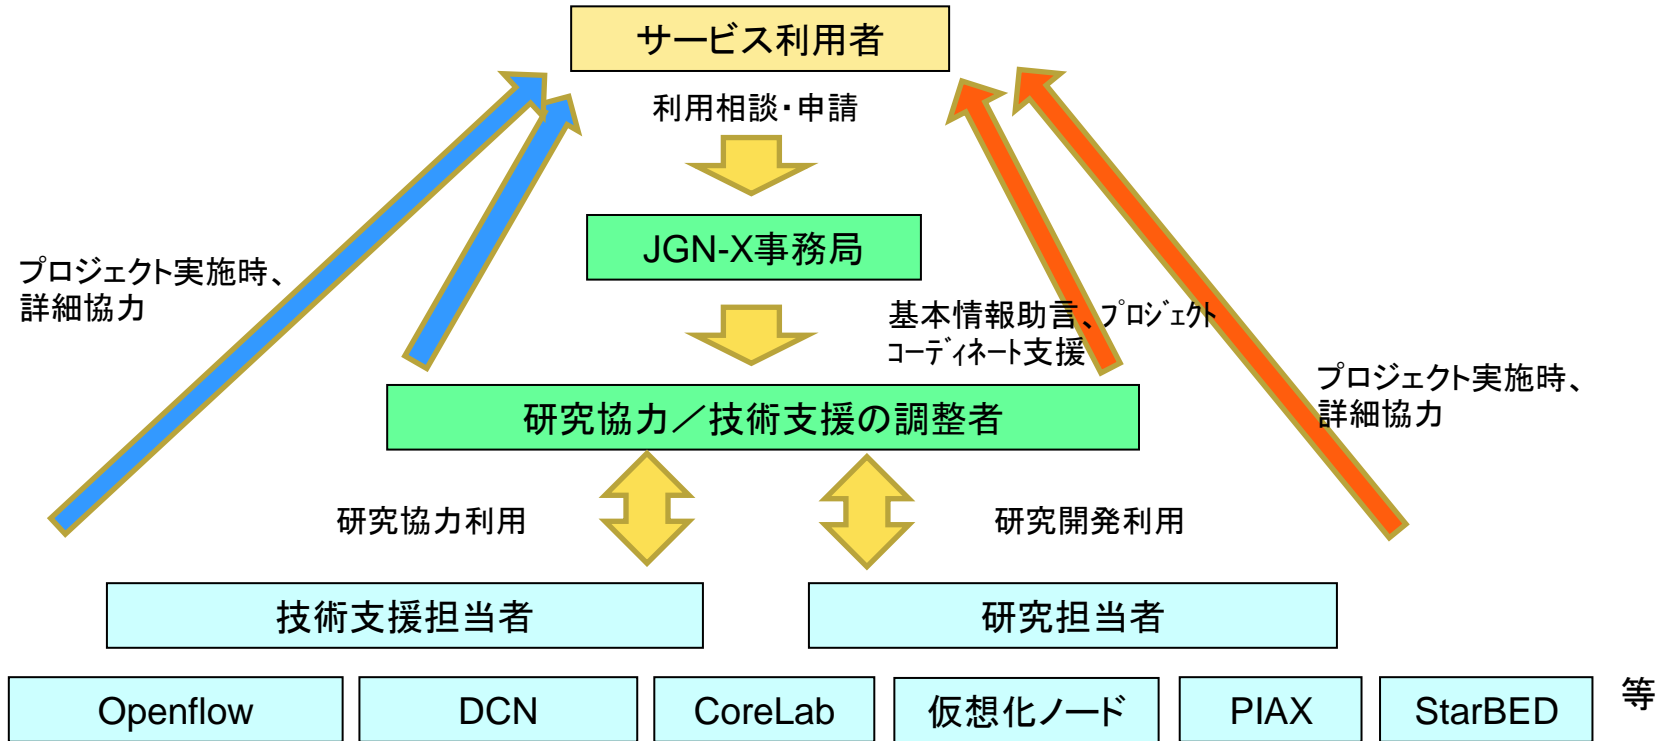 サービス利用者
利用相談・申請
JGN-X事務局
プロジェクト実施時、
詳細協力
基本情報助言、プロジェクト
コーディネート支援
プロジェクト実施時、
詳細協力
研究協力／技術支援の調整者
研究協力利用
研究開発利用
技術支援担当者
研究担当者
Openflow
DCN
CoreLab
仮想化ノード
PIAX
StarBED
等